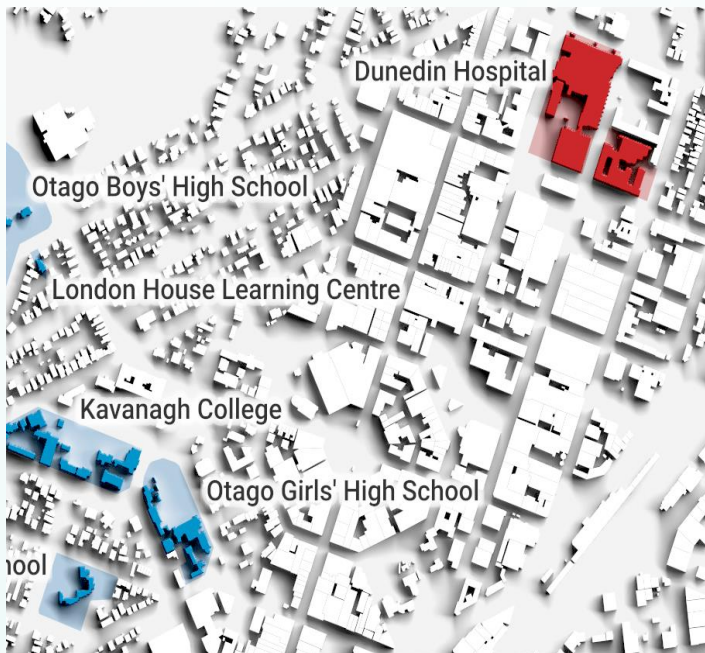 Dunedin Hospital
Otago Boys' High School
London House Learning Centre
Kavanagh College
Otago Girls' High School
hool